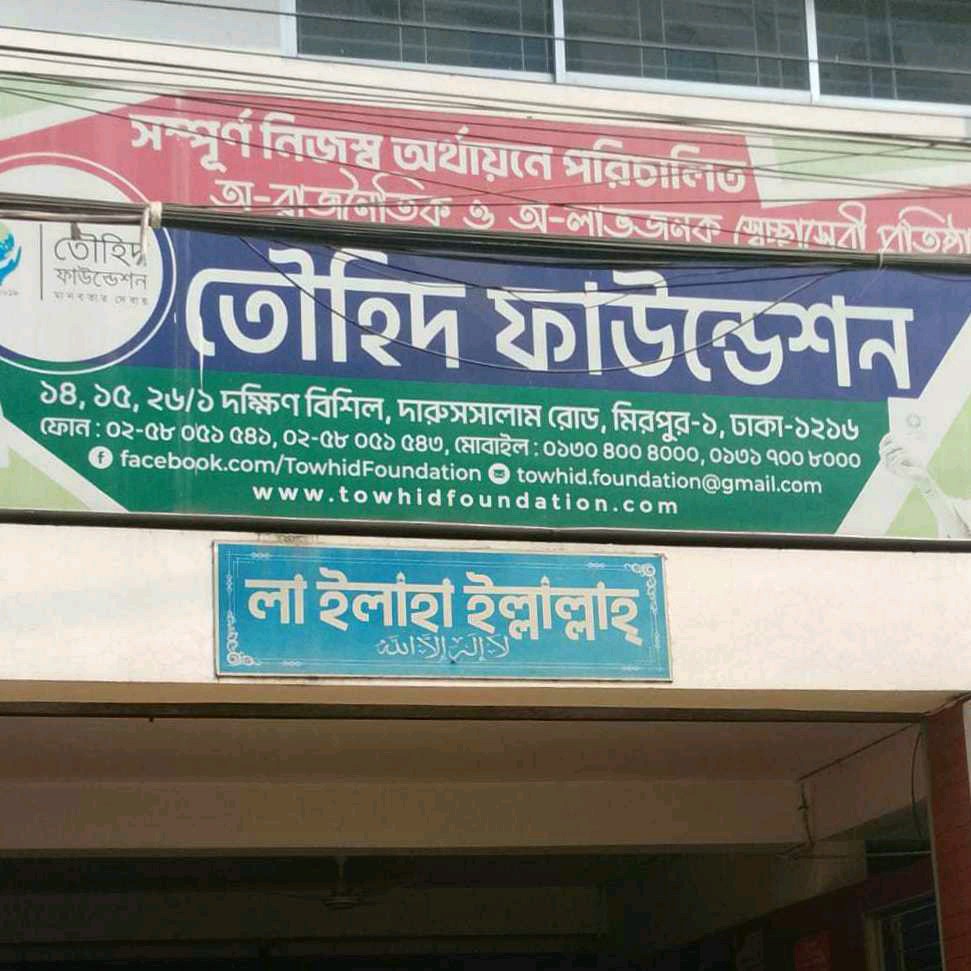 সম্পূর্ণ নিজস্ব অর্থায়নে পরিচালিত
অ-রাজনৈতিক ও অ-লাভজনক স্বেচ্ছাসেবী
তৌহিদ
ফাউন্ডেশন
মানবতার সেবায়
তৌহিদ ফাউন্ডেশন
১৪, ১৫, ২৬/১ দক্ষিণ বিশিল, দারুসসালাম রোড, মিরপুর-১, ঢাকা-১২১৬
ফোন : ০২-৫৮ ০৫১ ৫৪১, ০২-৫৮ ০৫১ ৫৪৩, মোবাইল : ০১৩০ ৪০০ ৪০০০, ০১৩১ ৭০০ ৮০০০
facebook.com/TowhidFoundation towhid.foundation@gmail.com
www.towhidfoundation.com
লা ইলাহা ইল্লাল্লাহ্
لا إله إلا الله